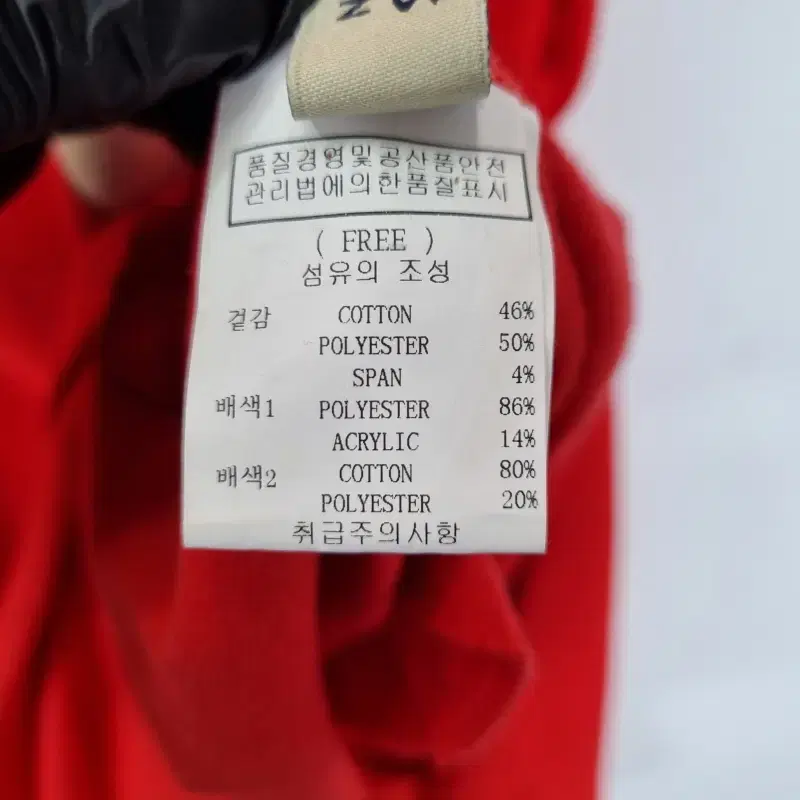 품질경영및공산품안전
관리법에의한품질표시
( FREE )
섬유의 조성
겉감 COTTON 46%
POLYESTER 50%
SPAN 4%
배색1 POLYESTER 86%
ACRYLIC 14%
배색2 COTTON 80%
POLYESTER 20%
취급주의사항